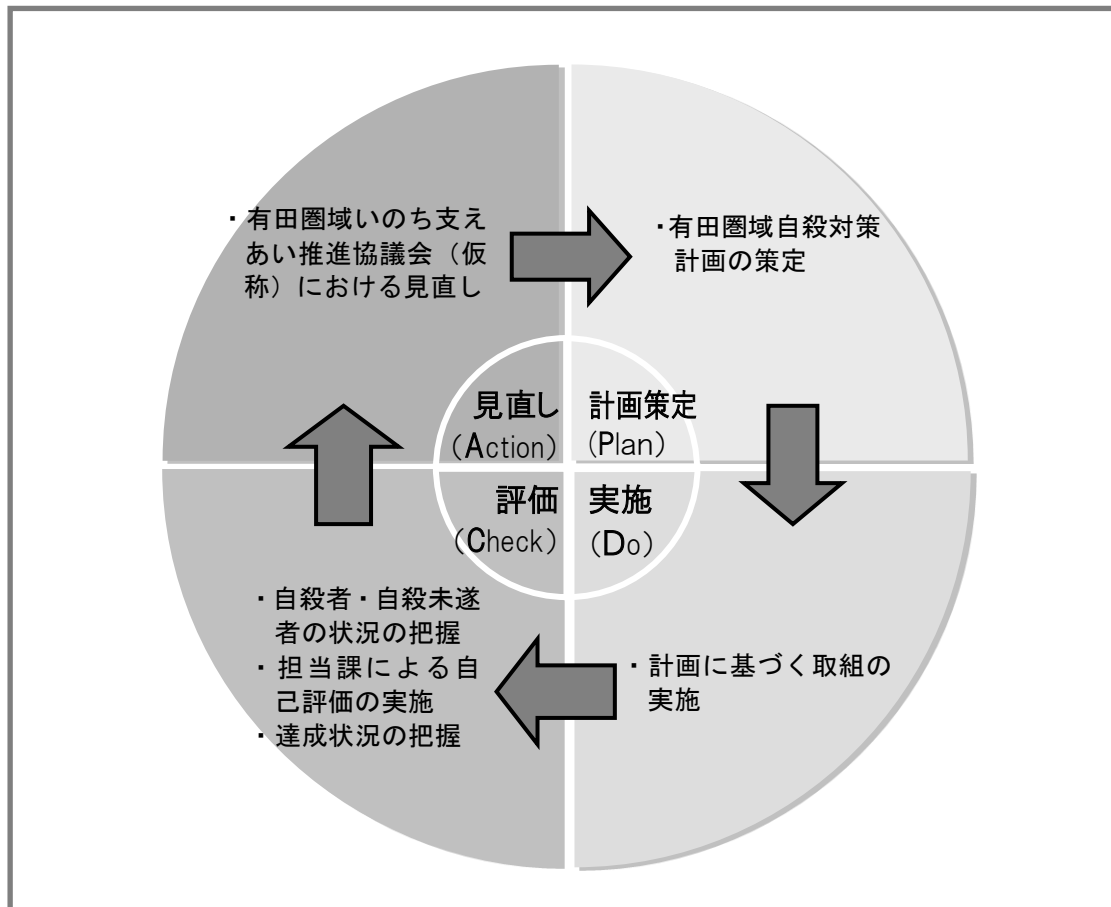 ・有田圏域いのち支え
あい推進協議会（仮
称）における見直し
・有田圏域自殺対策
計画の策定
見直し
(Action)
計画策定
(Plan)
評価
(Check)
実施
(Do)
・自殺者・自殺未遂
者の状況の把握
・担当課による自
己評価の実施
・達成状況の把握
・計画に基づく取組の
実施